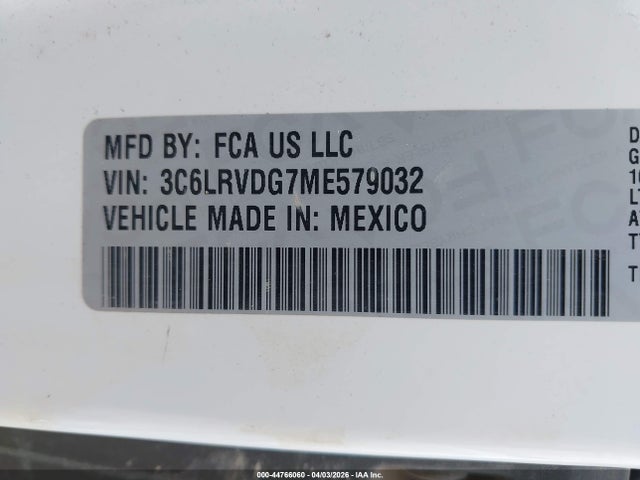 MFD BY: FCA US LLC
VIN: 3C6LRVDG7ME579032
VEHICLE MADE IN: MEXICO
000-44766060 - 04/03/2026 - IAA, Inc.